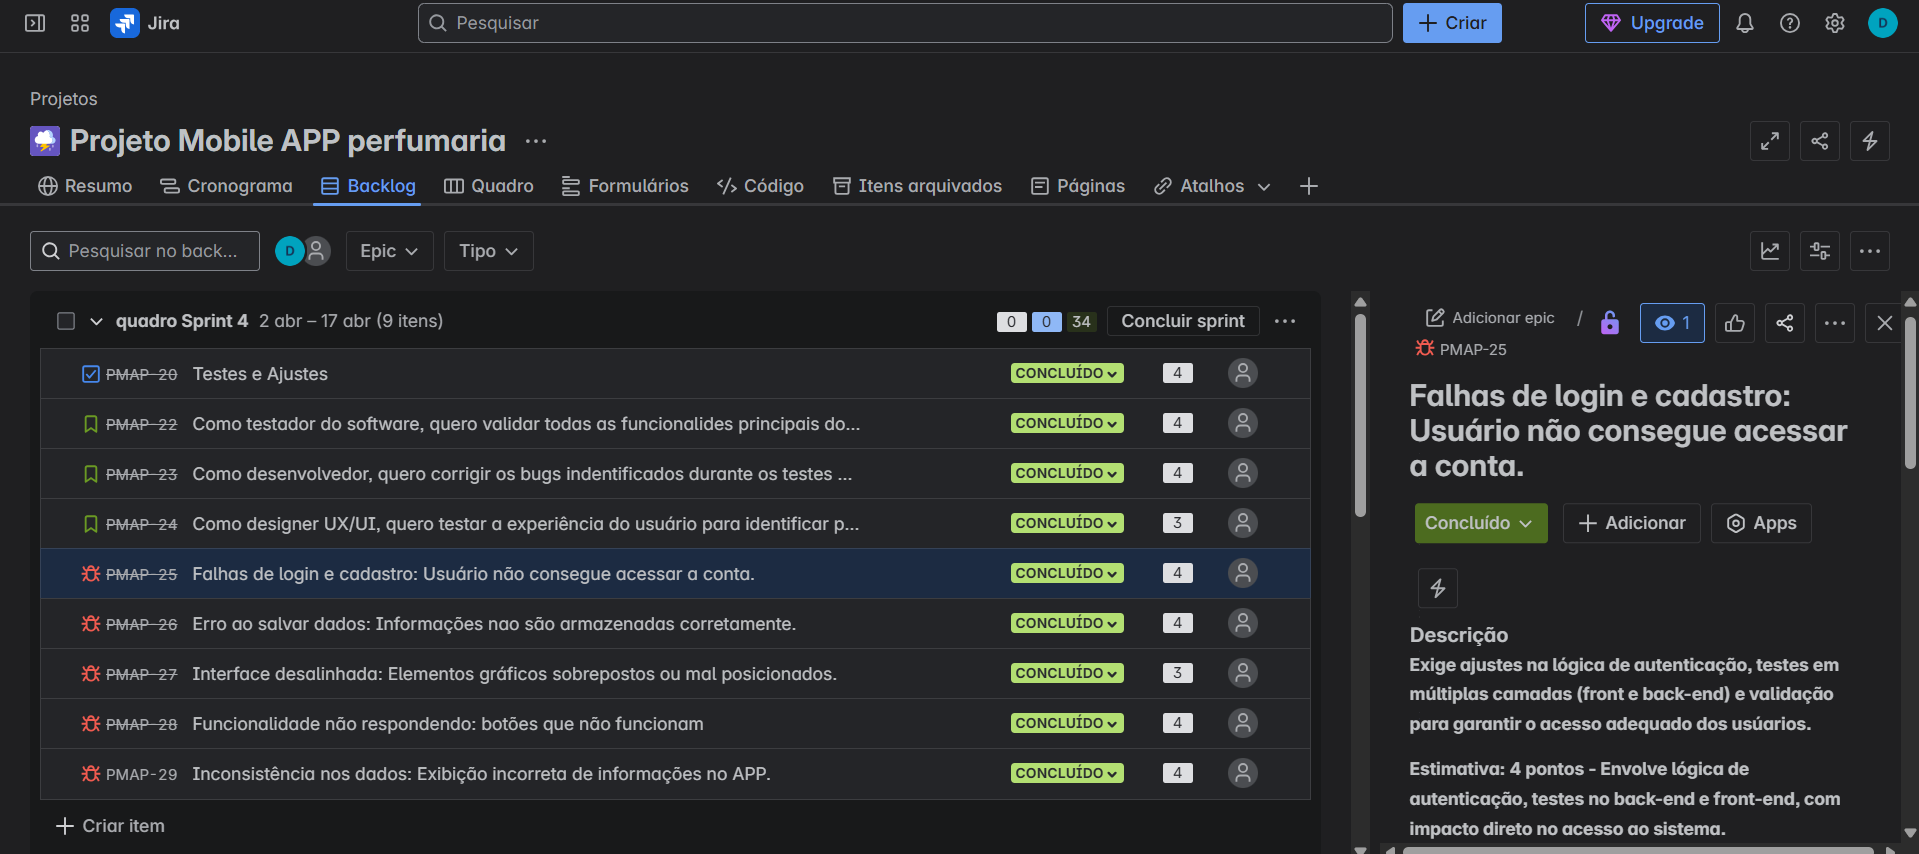 Jira
Pesquisar
Criar
Upgrade
D
Projetos
Projeto Mobile APP perfumaria
Resumo
Cronograma
Backlog
Quadro
Formulários
Código
Itens arquivados
Páginas
Atalhos
Pesquisar no back...
D
Epic
Tipo
quadro Sprint 4 2 abr – 17 abr (9 itens)
0 0 34
Concluir sprint
PMAP-20 Testes e Ajustes CONCLUÍDO 4
PMAP-22 Como testador do software, quero validar todas as funcionalides principais do... CONCLUÍDO 4
PMAP-23 Como desenvolvedor, quero corrigir os bugs indentificados durante os testes ... CONCLUÍDO 4
PMAP-24 Como designer UX/UI, quero testar a experiência do usuário para identificar p... CONCLUÍDO 3
PMAP-25 Falhas de login e cadastro: Usuário não consegue acessar a conta. CONCLUÍDO 4
PMAP-26 Erro ao salvar dados: Informações nao são armazenadas corretamente. CONCLUÍDO 4
PMAP-27 Interface desalinhada: Elementos gráficos sobrepostos ou mal posicionados. CONCLUÍDO 3
PMAP-28 Funcionalidade não respondendo: botões que não funcionam CONCLUÍDO 4
PMAP-29 Inconsistência nos dados: Exibição incorreta de informações no APP. CONCLUÍDO 4
Criar item
Adicionar epic /
1
PMAP-25
Falhas de login e cadastro:
Usuário não consegue acessar
a conta.
Concluído
Adicionar
Apps
Descrição
Exige ajustes na lógica de autenticação, testes em
múltiplas camadas (front e back-end) e validação
para garantir o acesso adequado dos usúarios.
Estimativa: 4 pontos - Envolve lógica de
autenticação, testes no back-end e front-end, com
impacto direto no acesso ao sistema.